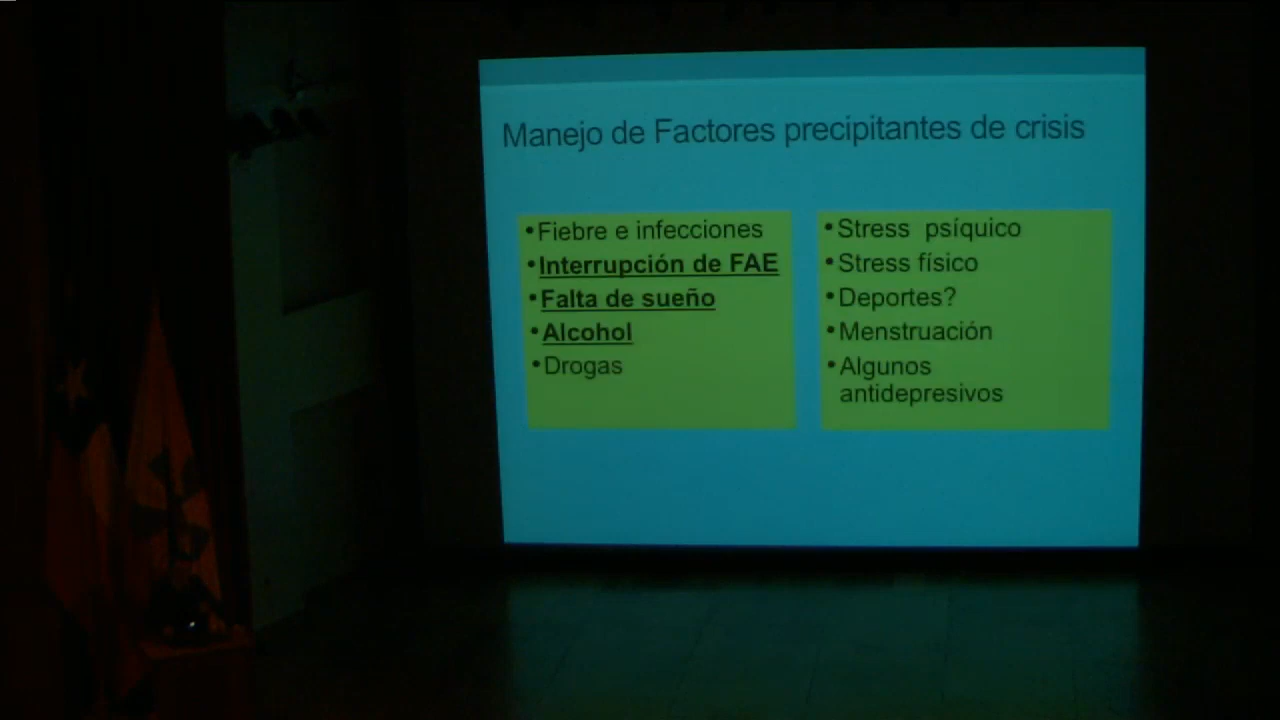 Manejo de Factores precipitantes de crisis
•Fiebre e infecciones
•Interrupción de FAE
•Falta de sueño
•Alcohol
•Drogas
•Stress psíquico
•Stress físico
•Deportes?
•Menstruación
•Algunos
antidepresivos